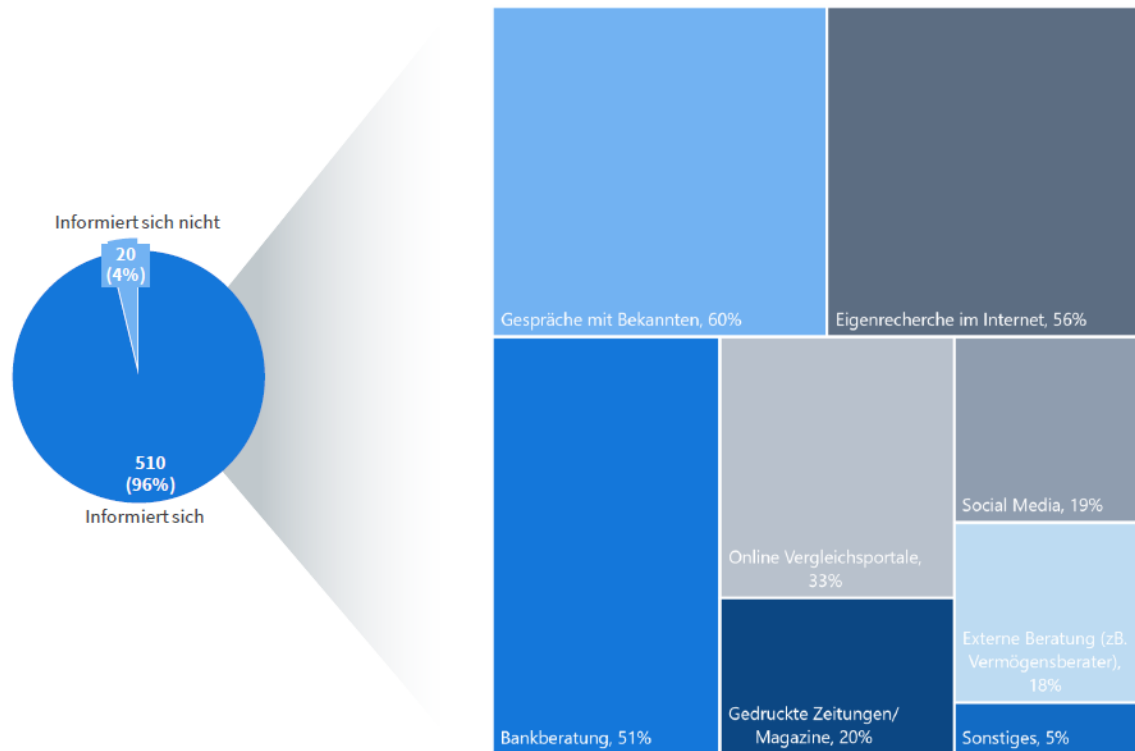 Informiert sich nicht
20
(4%)
510
(96%)
Informiert sich
Gespräche mit Bekannten, 60%
Eigenrecherche im Internet, 56%
Bankberatung, 51%
Online Vergleichsportale,
33%
Gedruckte Zeitungen/
Magazine, 20%
Social Media, 19%
Externe Beratung (zB.
Vermögensberater),
18%
Sonstiges, 5%